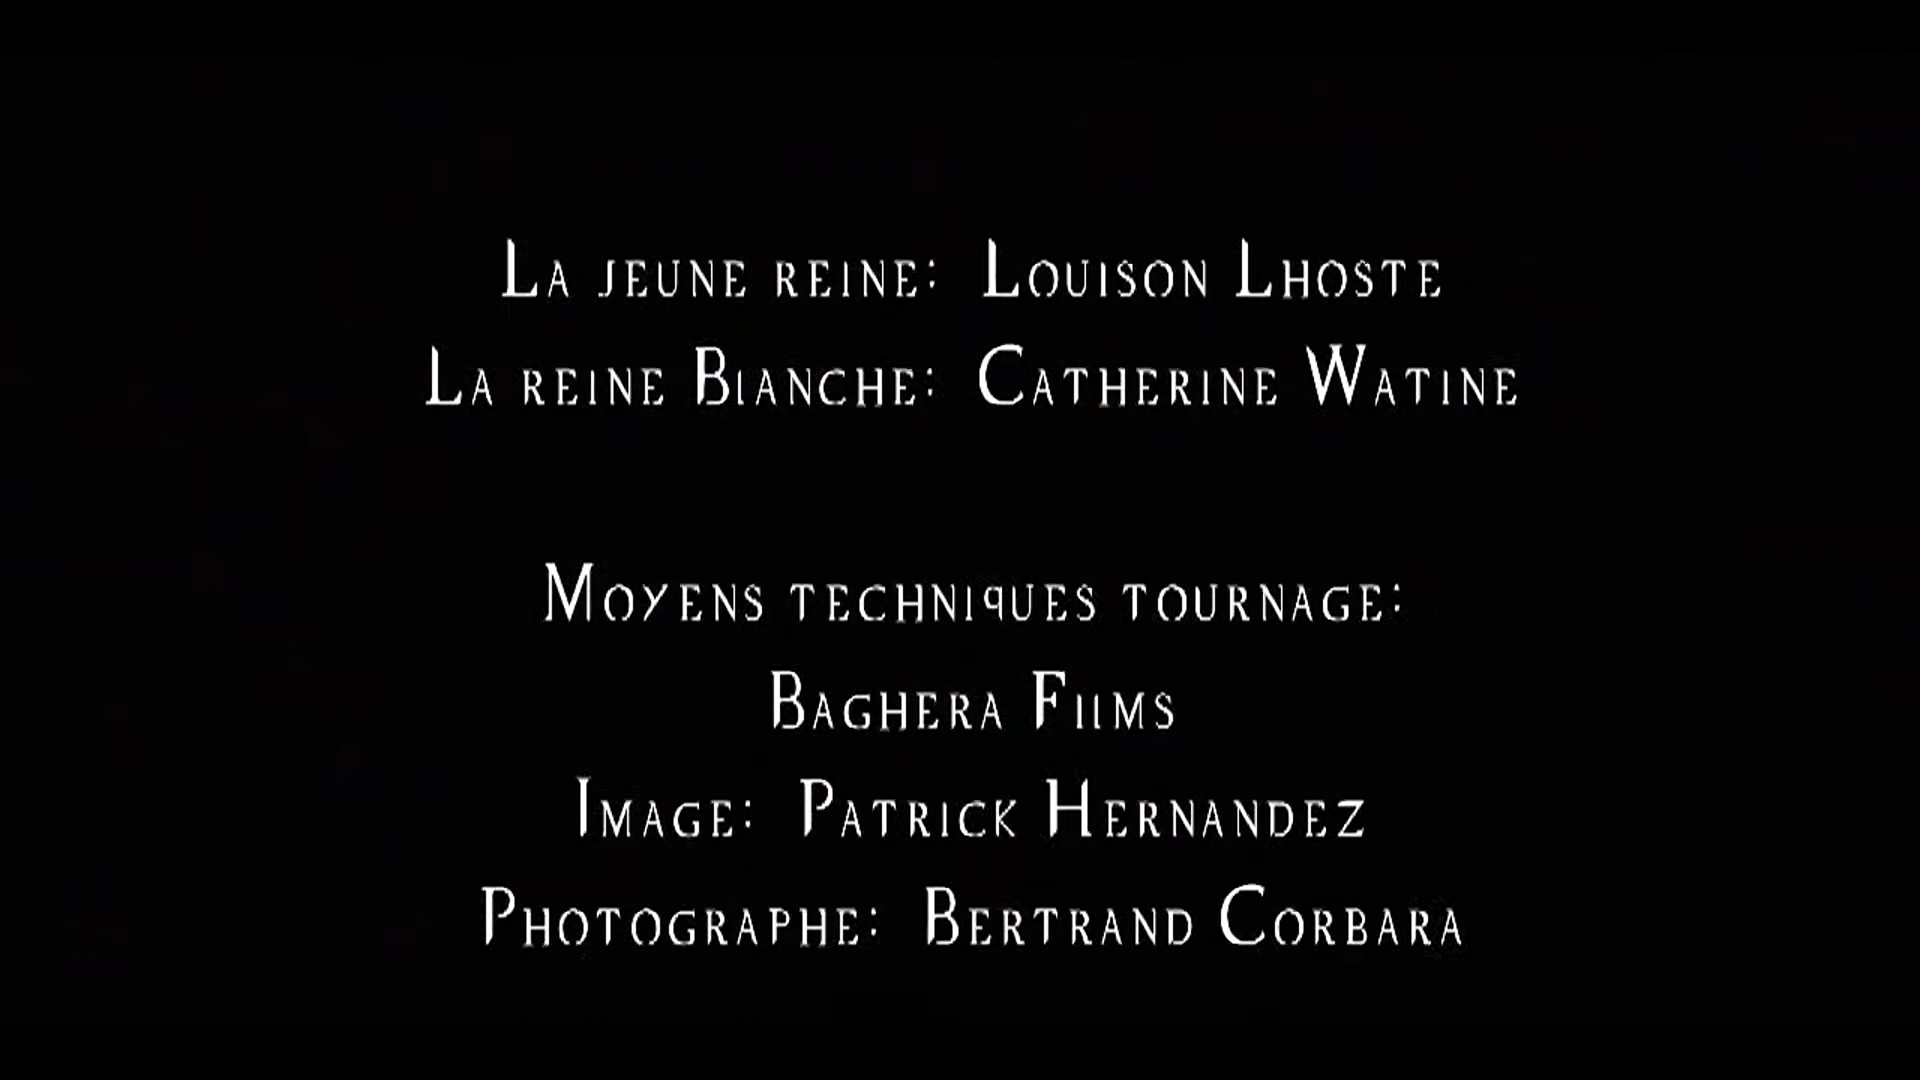 La jeune reine: Louison Lhoste
La reine Blanche: Catherine Watine
Moyens techniques tournage:
Baghera Films
Image: Patrick Hernandez
Photographe: Bertrand Corbara